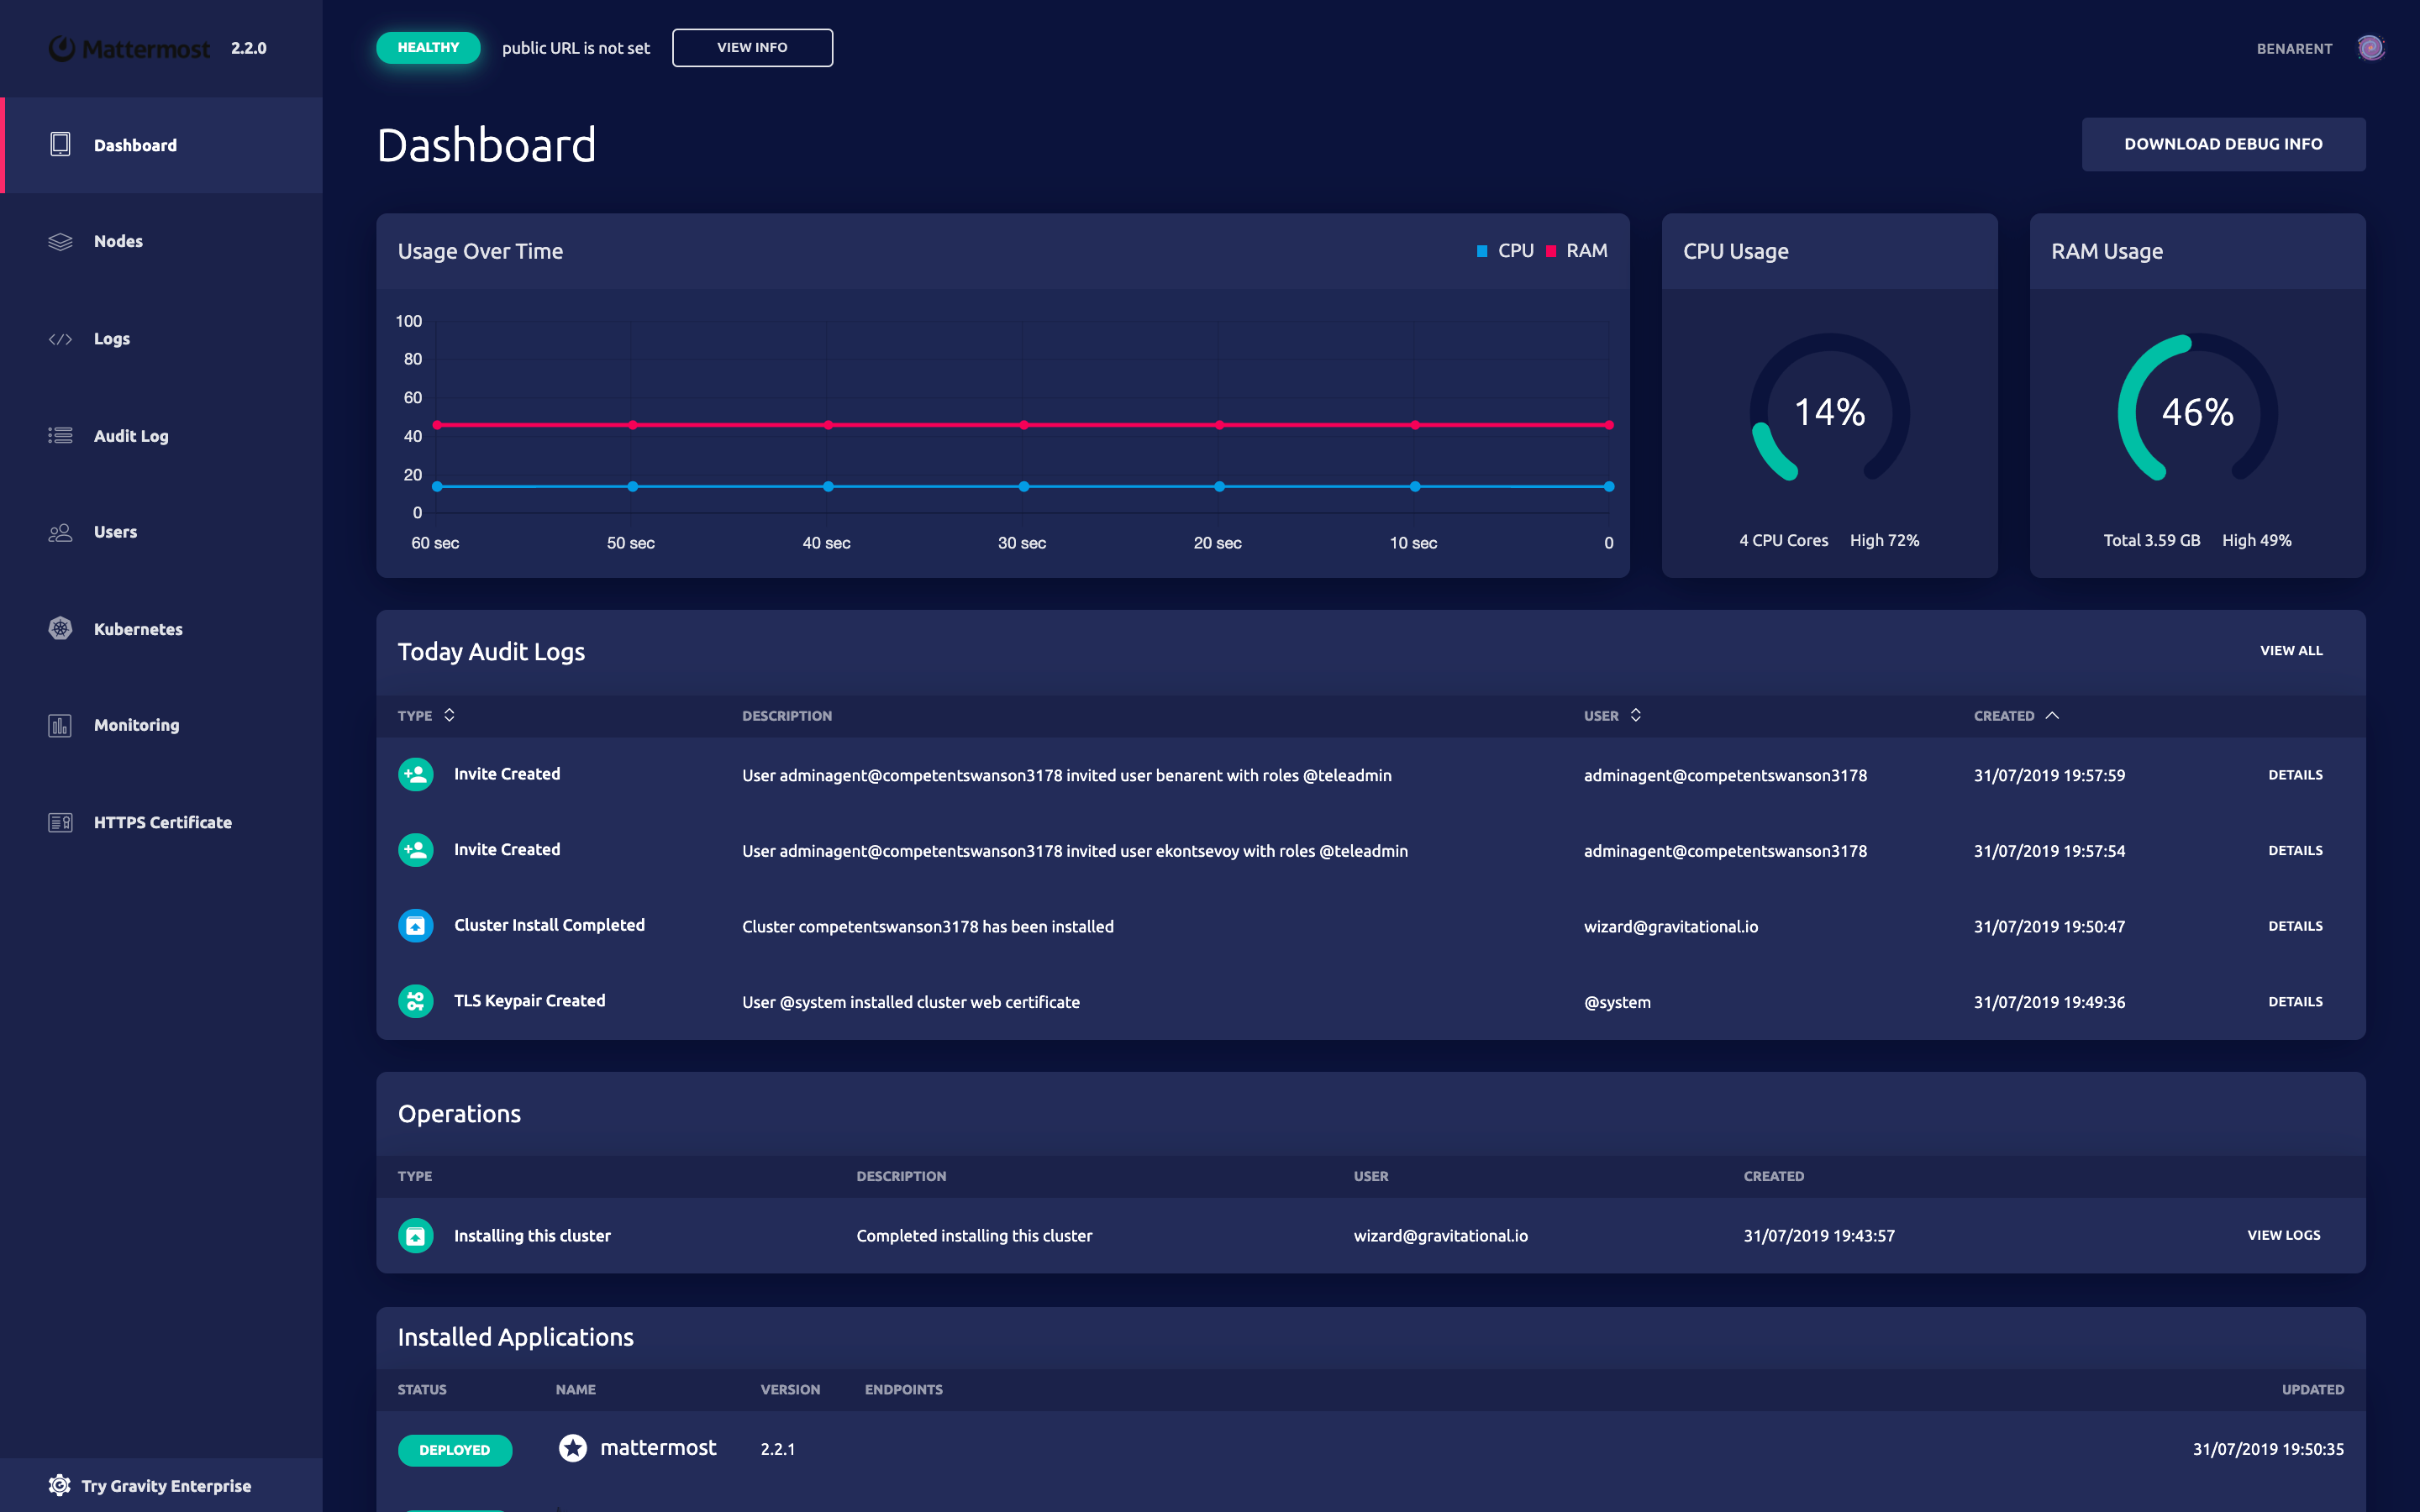 Mattermost 2.2.0
HEALTHY public URL is not set VIEW INFO
BENARENT
Dashboard
Nodes
Logs
Audit Log
Users
Kubernetes
Monitoring
HTTPS Certificate
Try Gravity Enterprise
Dashboard
DOWNLOAD DEBUG INFO
Usage Over Time CPU RAM
100
80
60
40
20
0
60 sec 50 sec 40 sec 30 sec 20 sec 10 sec 0
CPU Usage
14%
4 CPU Cores High 72%
RAM Usage
46%
Total 3.59 GB High 49%
Today Audit Logs VIEW ALL
TYPE DESCRIPTION USER CREATED
Invite Created User adminagent@competentswanson3178 invited user benarent with roles @teleadmin adminagent@competentswanson3178 31/07/2019 19:57:59 DETAILS
Invite Created User adminagent@competentswanson3178 invited user ekontsevoy with roles @teleadmin adminagent@competentswanson3178 31/07/2019 19:57:54 DETAILS
Cluster Install Completed Cluster competentswanson3178 has been installed wizard@gravitational.io 31/07/2019 19:50:47 DETAILS
TLS Keypair Created User @system installed cluster web certificate @system 31/07/2019 19:49:36 DETAILS
Operations
TYPE DESCRIPTION USER CREATED
Installing this cluster Completed installing this cluster wizard@gravitational.io 31/07/2019 19:43:57 VIEW LOGS
Installed Applications
STATUS NAME VERSION ENDPOINTS UPDATED
DEPLOYED mattermost 2.2.1 31/07/2019 19:50:35